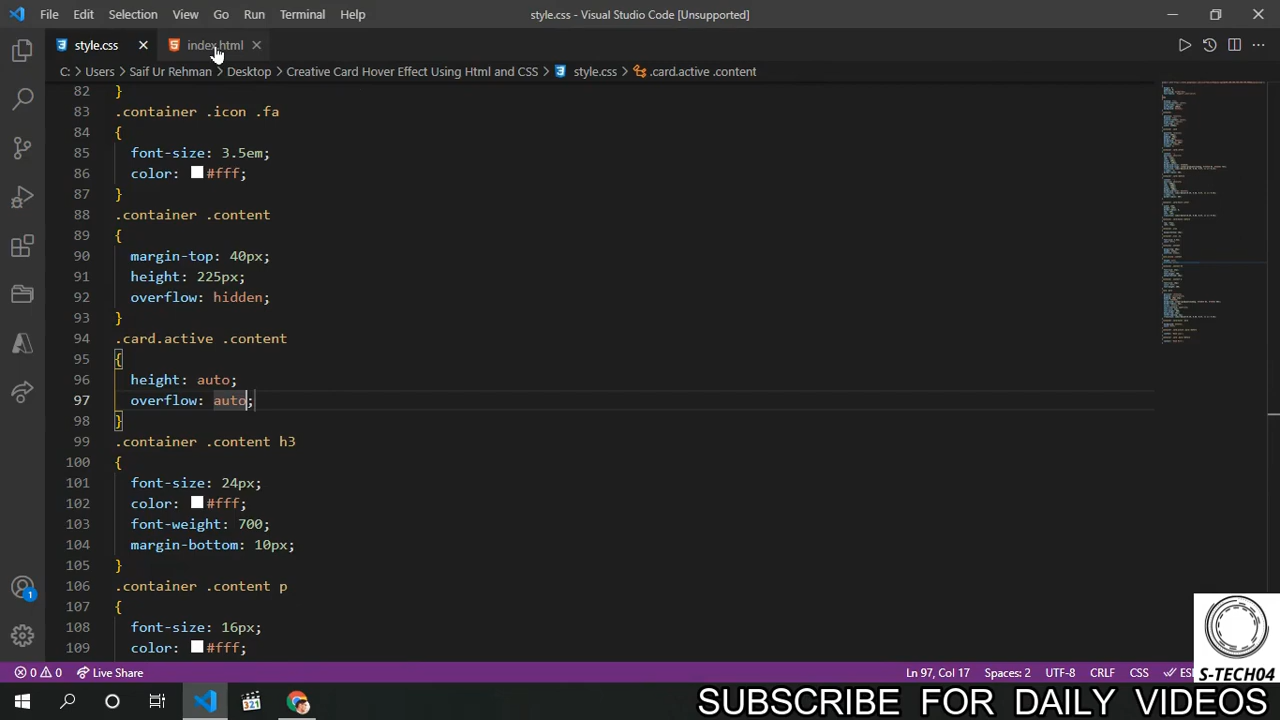 File Edit Selection View Go Run Terminal Help style.css - Visual Studio Code [Unsupported]
style.css index.html
C: > Users > Saif Ur Rehman > Desktop > Creative Card Hover Effect Using Html and CSS > style.css > .card.active .content
82 }
83 .container .icon .fa
84 {
85 font-size: 3.5em;
86 color: #fff;
87 }
88 .container .content
89 {
90 margin-top: 40px;
91 height: 225px;
92 overflow: hidden;
93 }
94 .card.active .content
95 {
96 height: auto;
97 overflow: auto;
98 }
99 .container .content h3
100 {
101 font-size: 24px;
102 color: #fff;
103 font-weight: 700;
104 margin-bottom: 10px;
105 }
106 .container .content p
107 {
108 font-size: 16px;
109 color: #fff;
1
0 0 Live Share Ln 97, Col 17 Spaces: 2 UTF-8 CRLF CSS
S-TECH04
321
SUBSCRIBE FOR DAILY VIDEOS